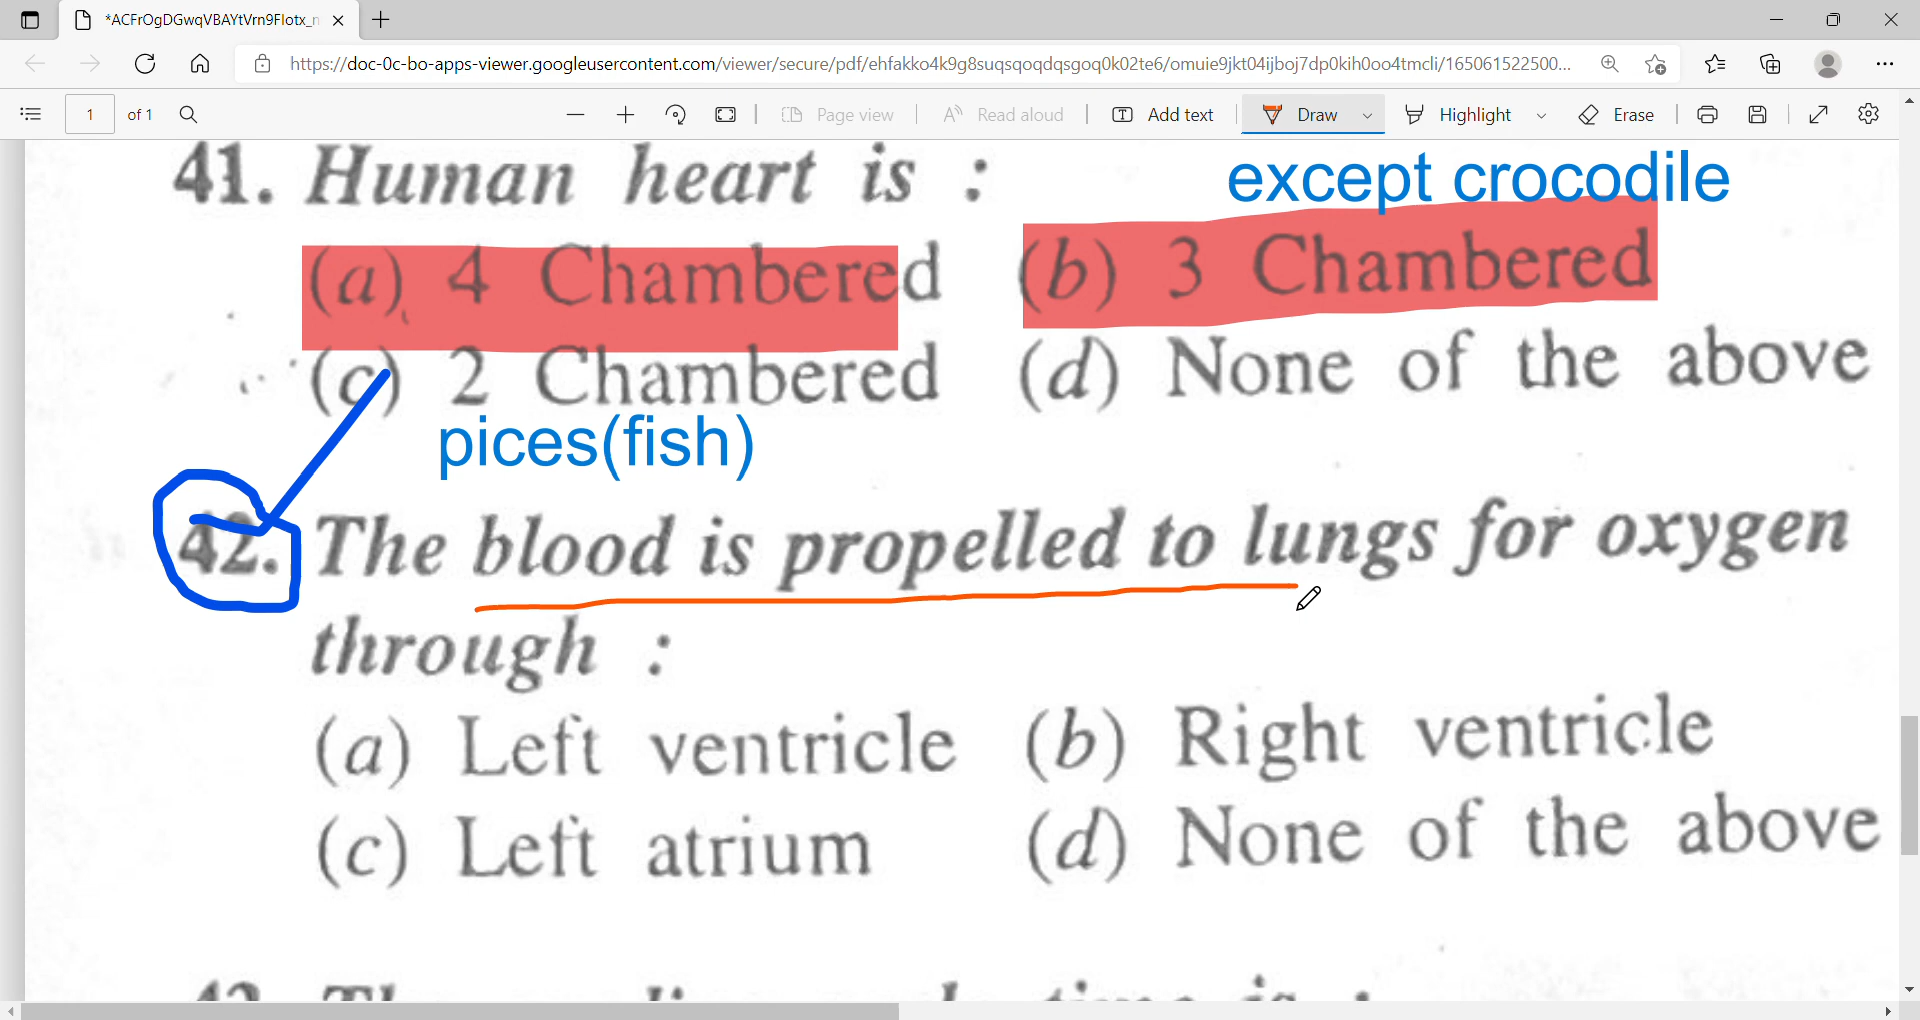 *ACFrOgDGwqVBAYtVrn9Flotx_n
https://doc-0c-bo-apps-viewer.googleusercontent.com/viewer/secure/pdf/ehfakko4k9g8suqsqoqdqsgoq0k02te6/omuie9jkt04ijboj7dp0kih0oo4tmcli/165061522500...
1 of 1 Page view Read aloud Add text Draw Highlight Erase
41. Human heart is : except crocodile
(a) 4 Chambered (b) 3 Chambered
(c) 2 Chambered (d) None of the above
pices(fish)
42. The blood is propelled to lungs for oxygen
through :
(a) Left ventricle (b) Right ventricle
(c) Left atrium (d) None of the above